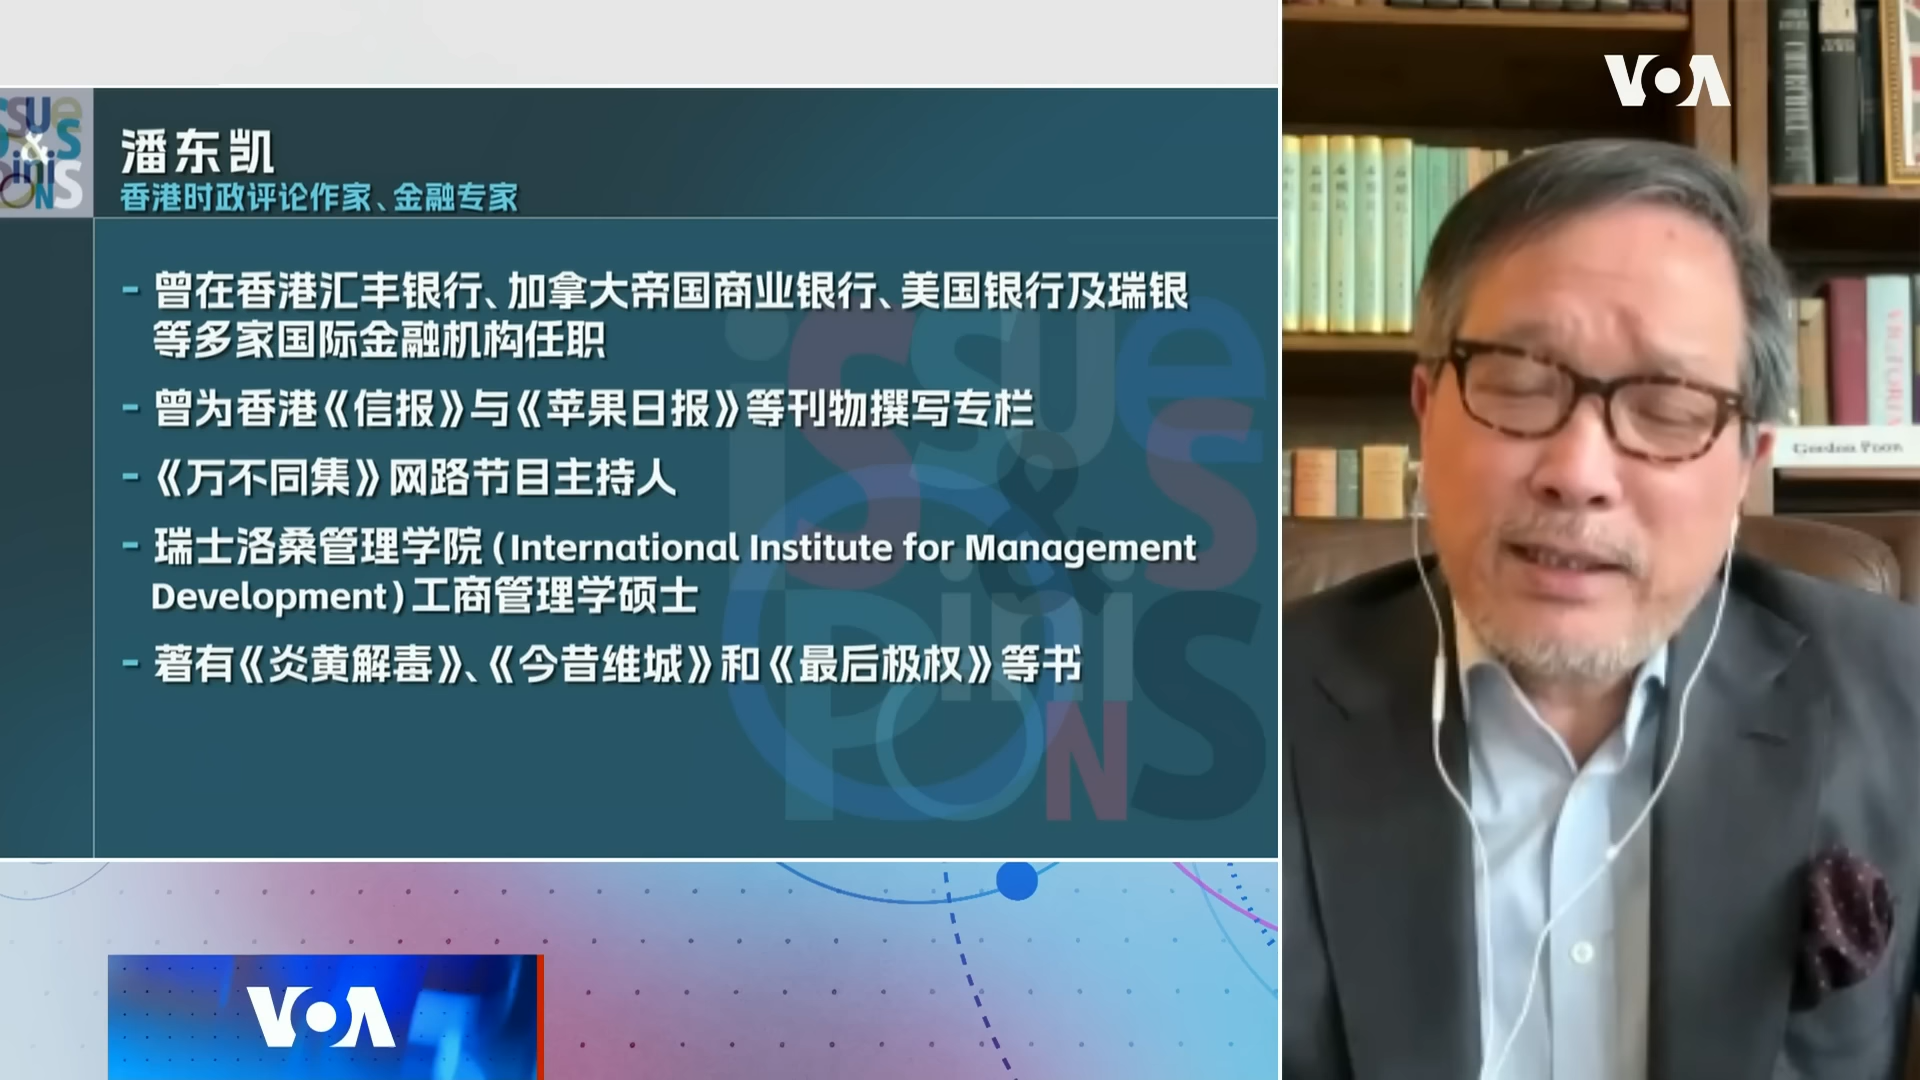 潘东凯
香港时政评论作家、金融专家
- 曾在香港汇丰银行、加拿大帝国商业银行、美国银行及瑞银
等多家国际金融机构任职
- 曾为香港《信报》与《苹果日报》等刊物撰写专栏
- 《万不同集》网路节目主持人
- 瑞士洛桑管理学院 (International Institute for Management
Development) 工商管理学硕士
- 著有《炎黄解毒》、《今昔维城》和《最后极权》等书
issues
&
Opinions
VOA
VOA
Gordon Poon